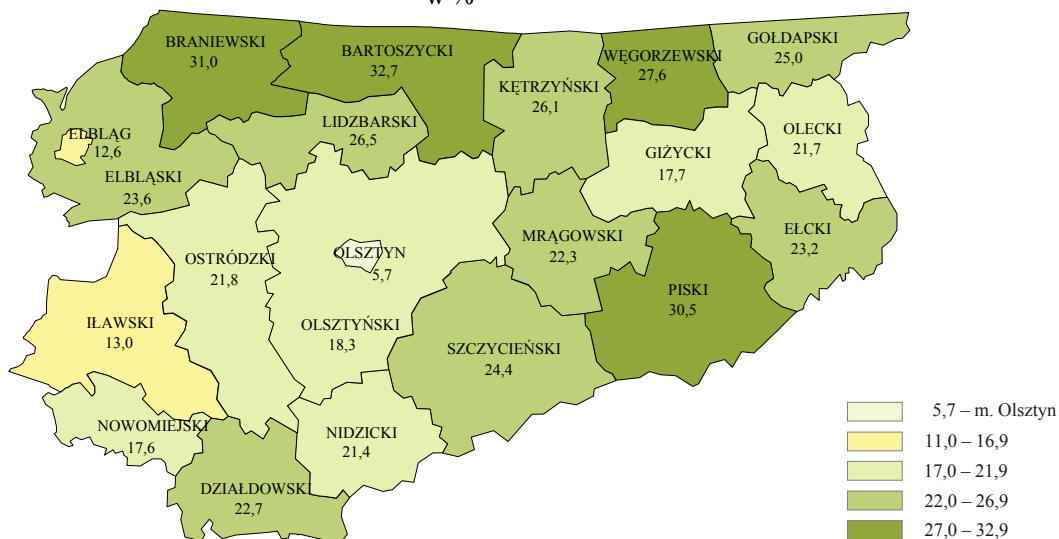 w %
BRANIEWSKI
31,0
BARTOSZYCKI
32,7
KĘTRZYŃSKI
26,1
WĘGORZEWSKI
27,6
GOŁDAPSKI
25,0
ELBLĄG
12,6
ELBLĄSKI
23,6
LIDZBARSKI
26,5
GIŻYCKI
17,7
OLECKI
21,7
OSTRÓDZKI
21,8
OLSZTYN
5,7
MRĄGOWSKI
22,3
EŁCKI
23,2
IŁAWSKI
13,0
OLSZTYŃSKI
18,3
SZCZYCIEŃSKI
24,4
PISKI
30,5
NOWOMIEJSKI
17,6
NIDZICKI
21,4
DZIAŁDOWSKI
22,7
5,7 – m. Olsztyn
11,0 – 16,9
17,0 – 21,9
22,0 – 26,9
27,0 – 32,9